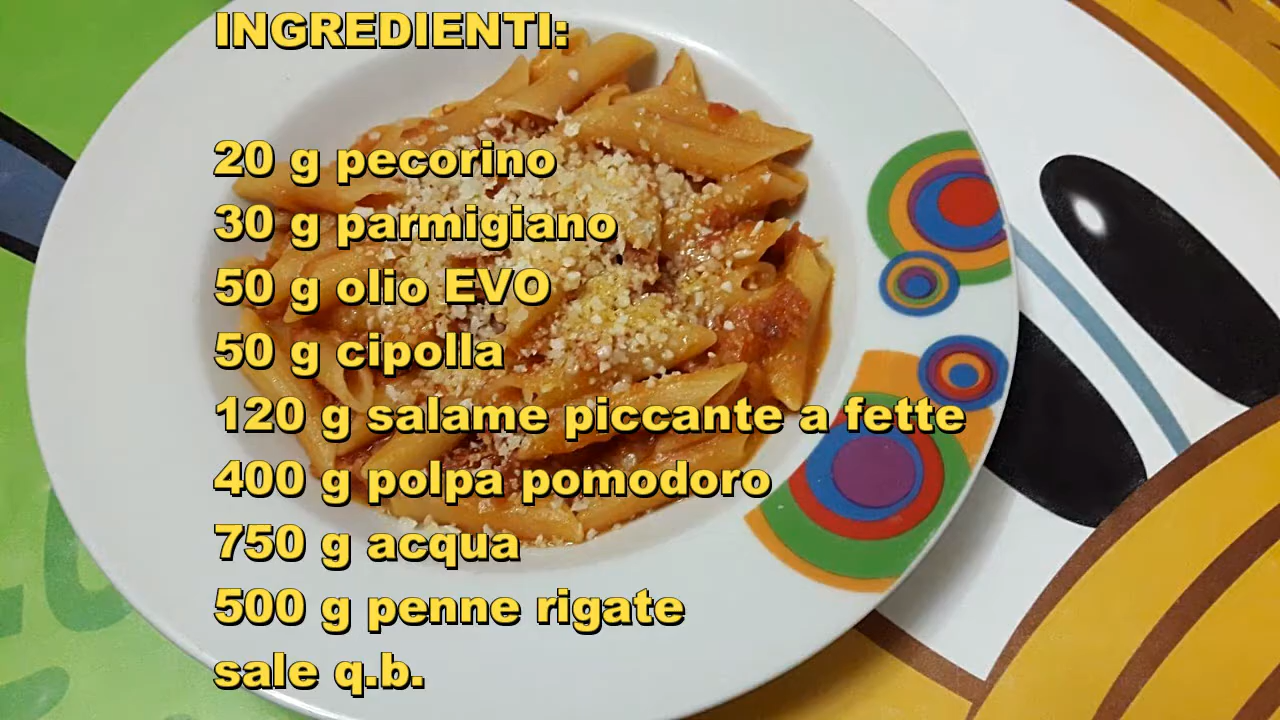 INGREDIENTI:
20 g pecorino
30 g parmigiano
50 g olio EVO
50 g cipolla
120 g salame piccante a fette
400 g polpa pomodoro
750 g acqua
500 g penne rigate
sale q.b.